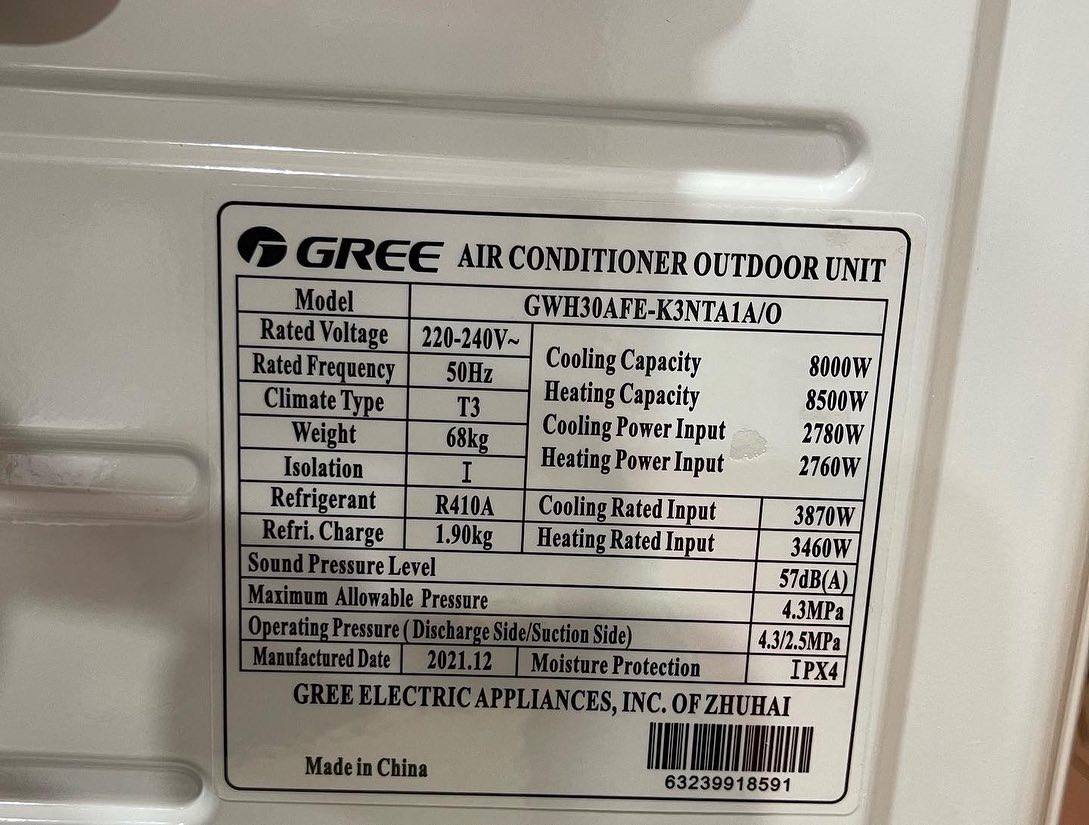 GREE AIR CONDITIONER OUTDOOR UNIT
Model GWH30AFE-K3NTA1A/O
Rated Voltage 220-240V~
Rated Frequency 50Hz
Climate Type T3
Weight 68kg
Isolation I
Refrigerant R410A
Refri. Charge 1.90kg
Cooling Capacity 8000W
Heating Capacity 8500W
Cooling Power Input 2780W
Heating Power Input 2760W
Cooling Rated Input 3870W
Heating Rated Input 3460W
Sound Pressure Level 57dB(A)
Maximum Allowable Pressure 4.3MPa
Operating Pressure (Discharge Side/Suction Side) 4.3/2.5MPa
Manufactured Date 2021.12 Moisture Protection IPX4
GREE ELECTRIC APPLIANCES, INC. OF ZHUHAI
Made in China
63239918591